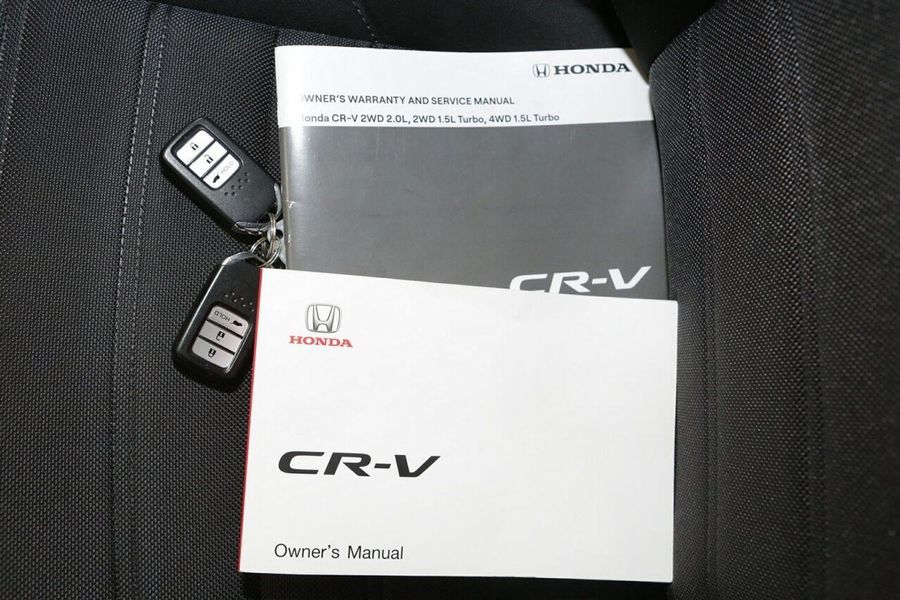 HONDA
OWNER'S WARRANTY AND SERVICE MANUAL
Honda CR-V 2WD 2.0L, 2WD 1.5L Turbo, 4WD 1.5L Turbo
HOLD
CR-V
HONDA
HOLD
CR-V
Owner's Manual